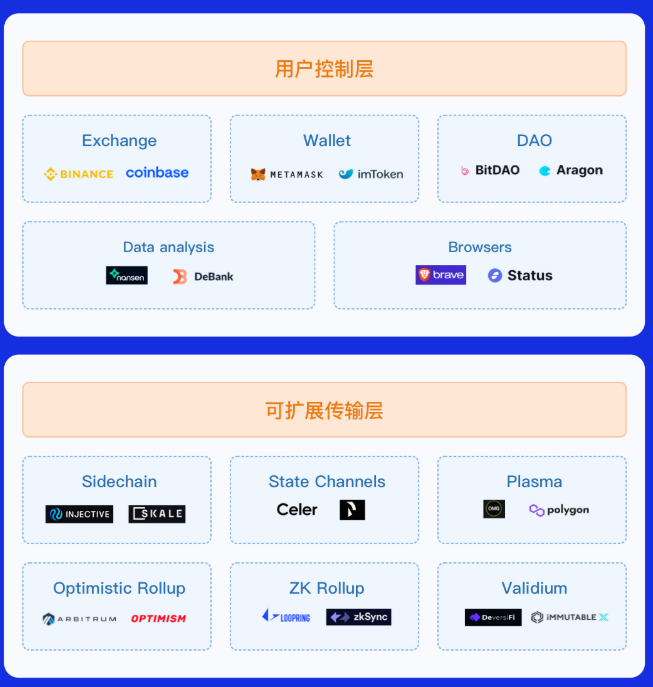 用户控制层
Exchange
Wallet
DAO
BINANCE coinbase
METAMASK imToken
BitDAO Aragon
Data analysis
Browsers
nansen DeBank
brave Status
可扩展传输层
Sidechain
State Channels
Plasma
INJECTIVE SKALE
Celer
OMG polygon
Optimistic Rollup
ZK Rollup
Validium
ARBITRUM OPTIMISM
LOOPRING zkSync
DeversiFi iMMUTABLE X